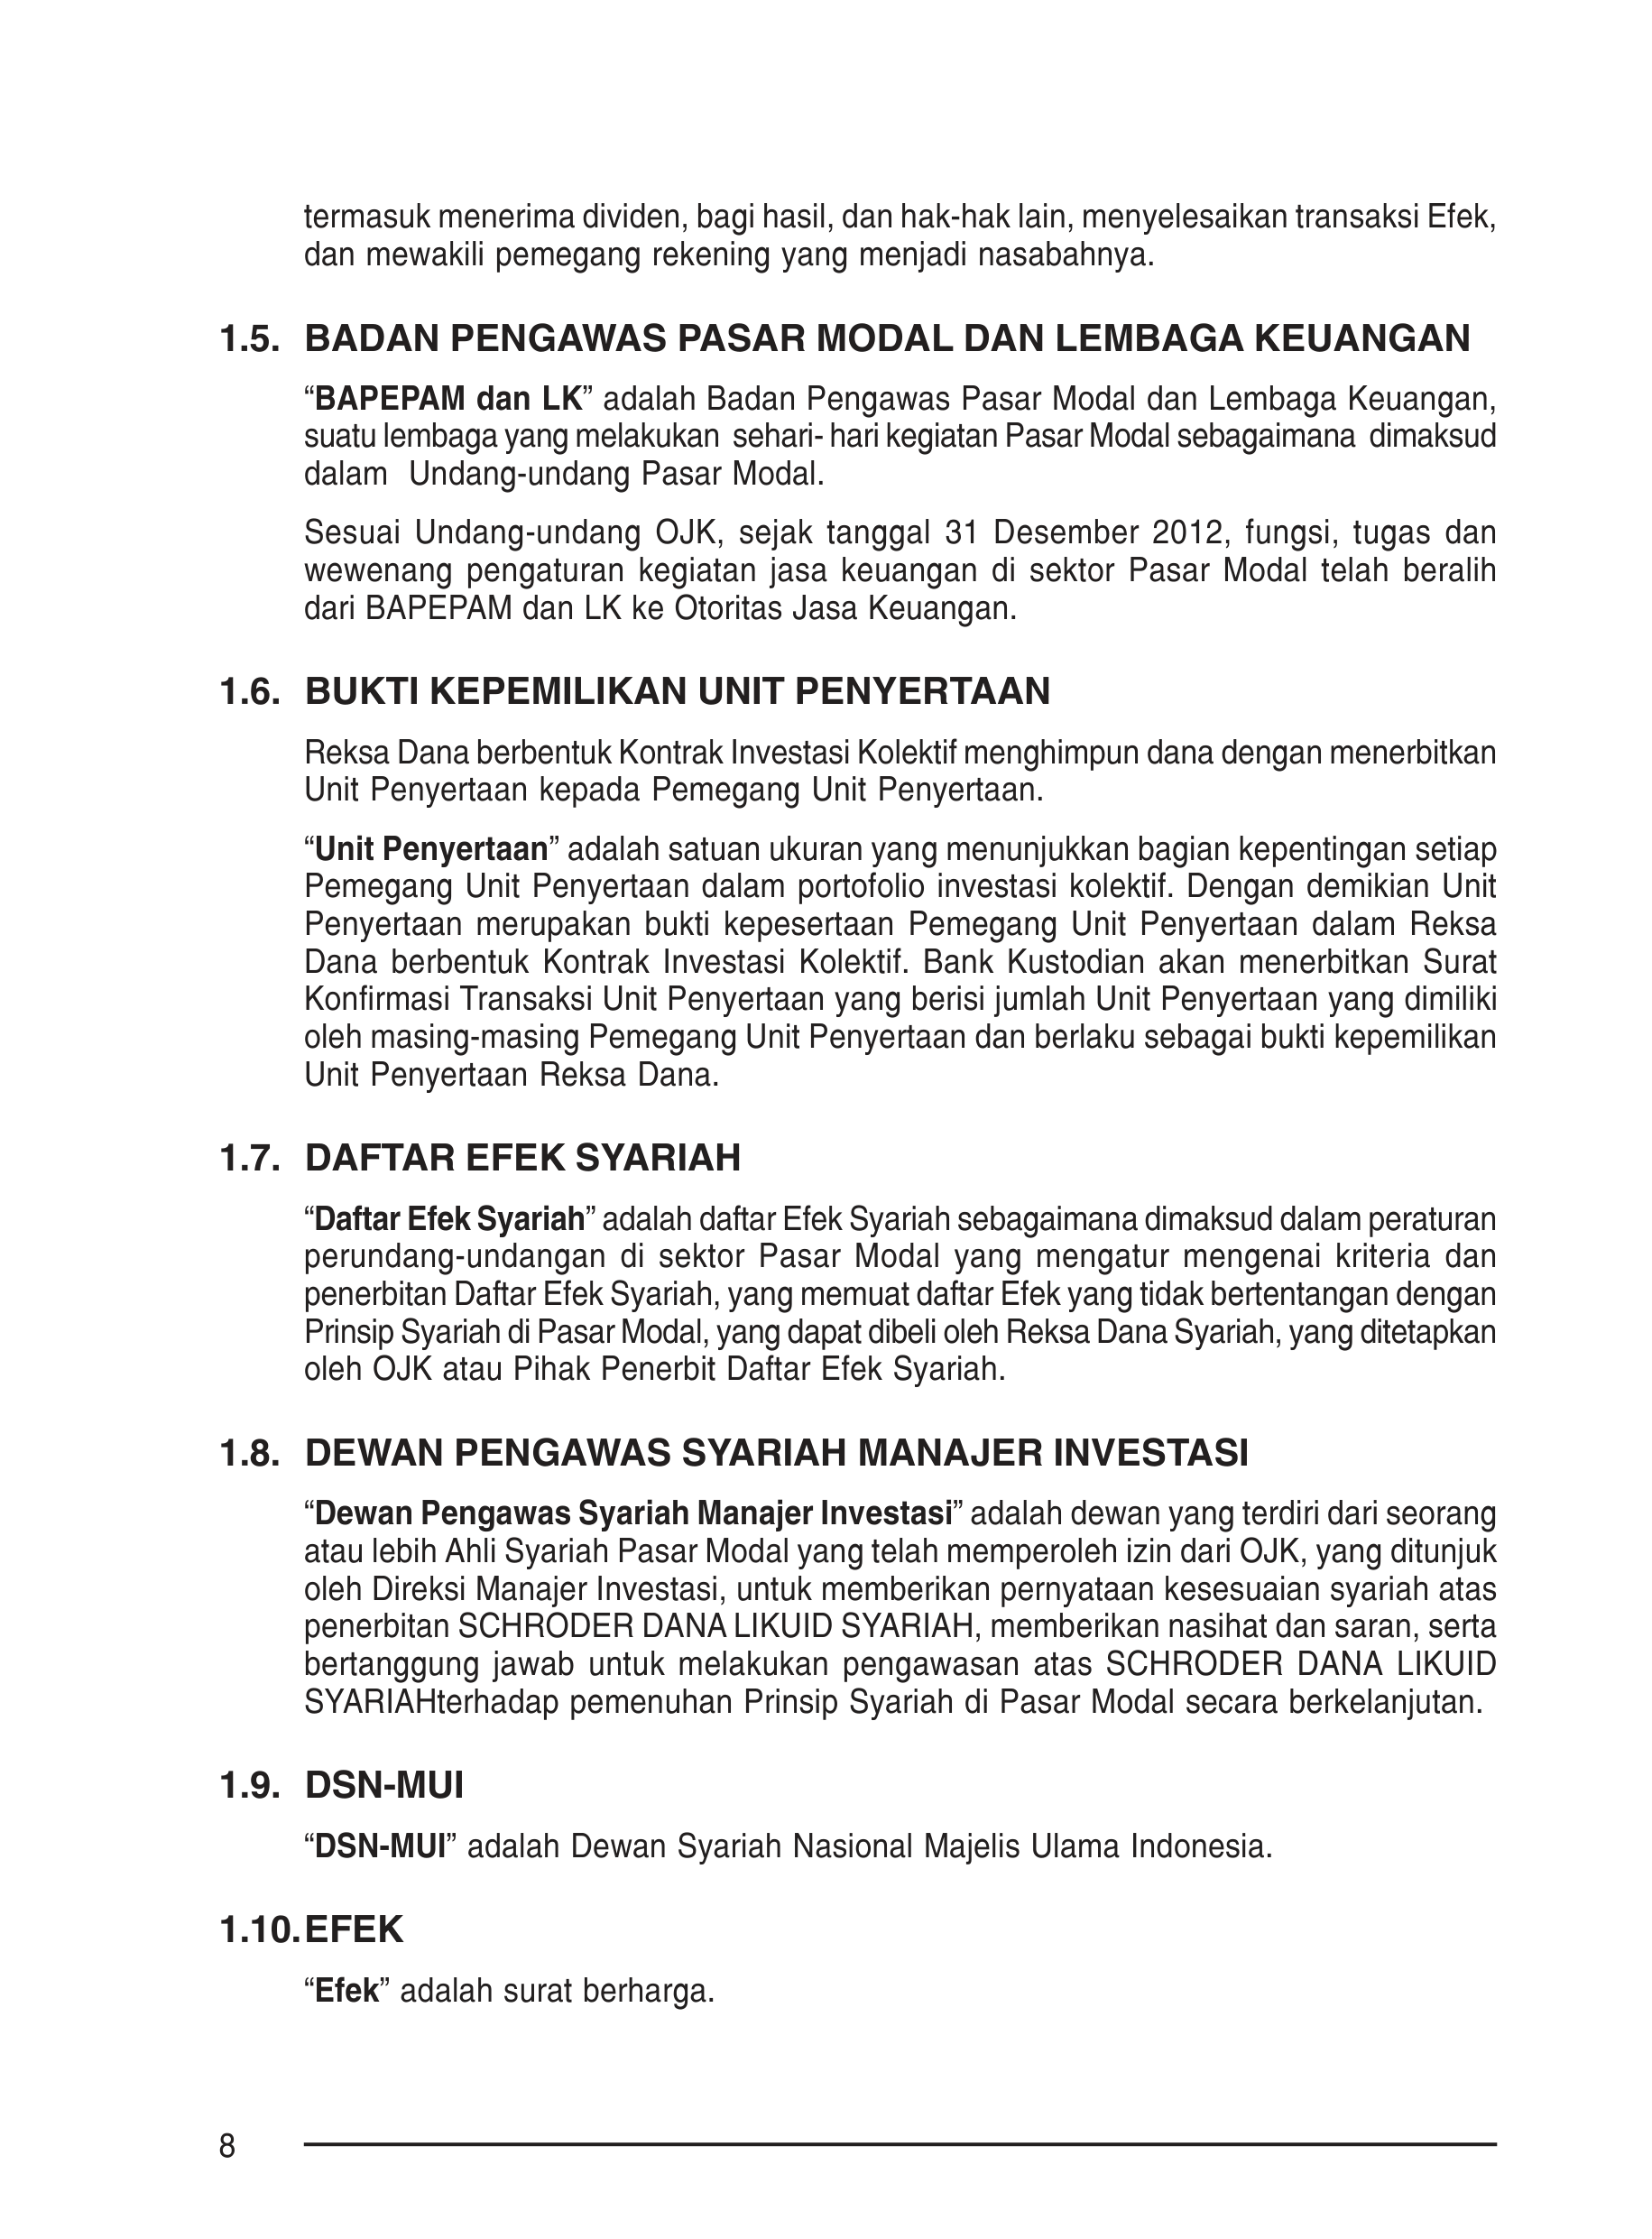 termasuk menerima dividen, bagi hasil, dan hak-hak lain, menyelesaikan transaksi Efek,
dan mewakili pemegang rekening yang menjadi nasabahnya.
1.5. BADAN PENGAWAS PASAR MODAL DAN LEMBAGA KEUANGAN
“BAPEPAM dan LK” adalah Badan Pengawas Pasar Modal dan Lembaga Keuangan,
suatu lembaga yang melakukan  sehari- hari kegiatan Pasar Modal sebagaimana  dimaksud
dalam  Undang-undang Pasar Modal.
Sesuai Undang-undang OJK, sejak tanggal 31 Desember 2012, fungsi, tugas dan
wewenang pengaturan kegiatan jasa keuangan di sektor Pasar Modal telah beralih
dari BAPEPAM dan LK ke Otoritas Jasa Keuangan.
1.6. BUKTI KEPEMILIKAN UNIT PENYERTAAN
Reksa Dana berbentuk Kontrak Investasi Kolektif menghimpun dana dengan menerbitkan
Unit Penyertaan kepada Pemegang Unit Penyertaan.
“Unit Penyertaan” adalah satuan ukuran yang menunjukkan bagian kepentingan setiap
Pemegang Unit Penyertaan dalam portofolio investasi kolektif. Dengan demikian Unit
Penyertaan merupakan bukti kepesertaan Pemegang Unit Penyertaan dalam Reksa
Dana berbentuk Kontrak Investasi Kolektif. Bank Kustodian akan menerbitkan Surat
Konfirmasi Transaksi Unit Penyertaan yang berisi jumlah Unit Penyertaan yang dimiliki
oleh masing-masing Pemegang Unit Penyertaan dan berlaku sebagai bukti kepemilikan
Unit Penyertaan Reksa Dana.
1.7. DAFTAR EFEK SYARIAH
“Daftar Efek Syariah” adalah daftar Efek Syariah sebagaimana dimaksud dalam peraturan
perundang-undangan di sektor Pasar Modal yang mengatur mengenai kriteria dan
penerbitan Daftar Efek Syariah, yang memuat daftar Efek yang tidak bertentangan dengan
Prinsip Syariah di Pasar Modal, yang dapat dibeli oleh Reksa Dana Syariah, yang ditetapkan
oleh OJK atau Pihak Penerbit Daftar Efek Syariah.
1.8. DEWAN PENGAWAS SYARIAH MANAJER INVESTASI
“Dewan Pengawas Syariah Manajer Investasi” adalah dewan yang terdiri dari seorang
atau lebih Ahli Syariah Pasar Modal yang telah memperoleh izin dari OJK, yang ditunjuk
oleh Direksi Manajer Investasi, untuk memberikan pernyataan kesesuaian syariah atas
penerbitan SCHRODER DANA LIKUID SYARIAH, memberikan nasihat dan saran, serta
bertanggung jawab untuk melakukan pengawasan atas SCHRODER DANA LIKUID
SYARIAHterhadap pemenuhan Prinsip Syariah di Pasar Modal secara berkelanjutan.
1.9. DSN-MUI
“DSN-MUI” adalah Dewan Syariah Nasional Majelis Ulama Indonesia.
1.10. EFEK
“Efek” adalah surat berharga.
8